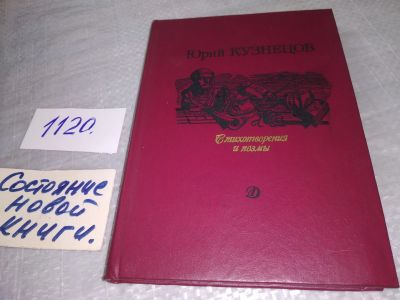 Юрий КУЗНЕЦОВ
Стихотворения
и поэмы
Д
1120.
Состояние
новой
книги.